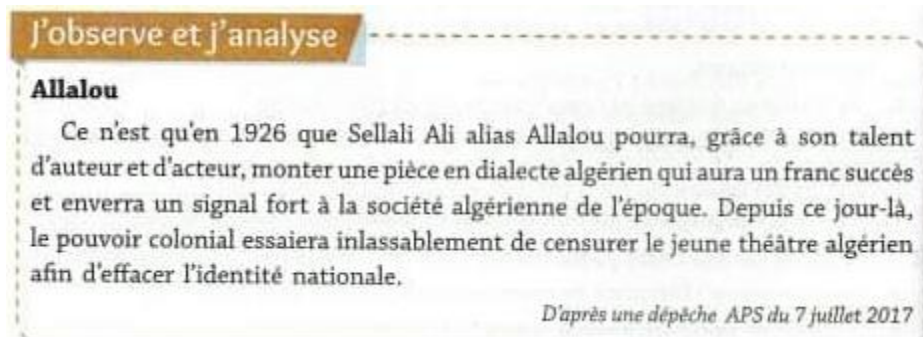 J'observe et j'analyse
Allalou
Ce n'est qu'en 1926 que Sellali Ali alias Allalou pourra, grâce à son talent
d'auteur et d'acteur, monter une pièce en dialecte algérien qui aura un franc succès
et enverra un signal fort à la société algérienne de l'époque. Depuis ce jour-là,
le pouvoir colonial essaiera inlassablement de censurer le jeune théâtre algérien
afin d'effacer l'identité nationale.
D'après une dépêche APS du 7 juillet 2017